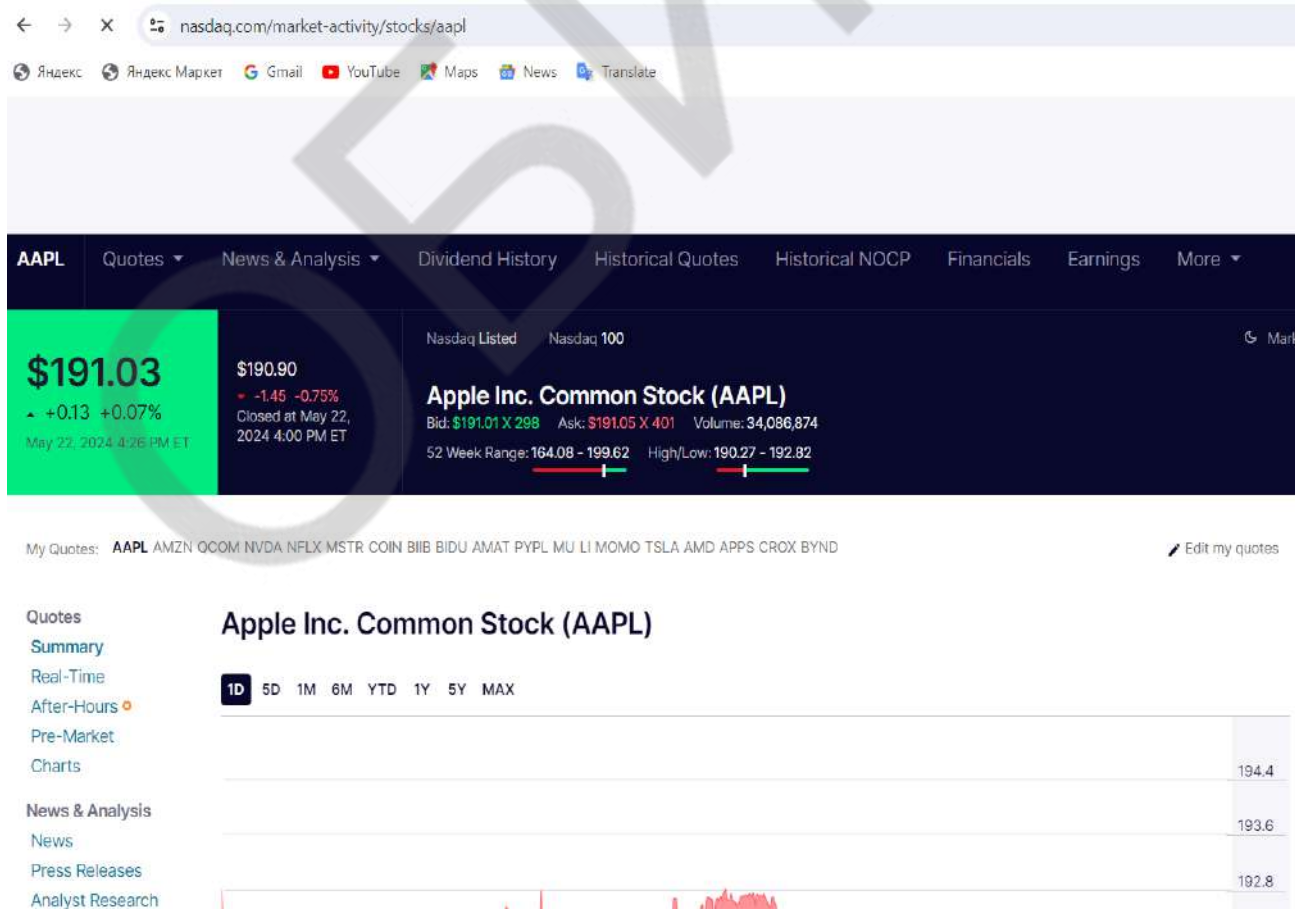 nasdaq.com/market-activity/stocks/aapl
Яндекс Яндекс Маркет Gmail YouTube Maps News Translate
AAPL Quotes News & Analysis Dividend History Historical Quotes Historical NOCP Financials Earnings More
Nasdaq Listed Nasdaq 100
$191.03
+0.13 +0.07%
May 22, 2024 4:26 PM ET
$190.90
-1.45 -0.75%
Closed at May 22,
2024 4:00 PM ET
Apple Inc. Common Stock (AAPL)
Bid: $191.01 X 298 Ask: $191.05 X 401 Volume: 34,086,874
52 Week Range: 164.08 - 199.62 High/Low: 190.27 - 192.82
My Quotes: AAPL AMZN QCOM NVDA NFLX MSTR COIN BIIB BIDU AMAT PYPL MU LI MOMO TSLA AMD APPS CROX BYND Edit my quotes
Quotes
Summary
Real-Time
After-Hours
Pre-Market
Charts
News & Analysis
News
Press Releases
Analyst Research
Apple Inc. Common Stock (AAPL)
1D 5D 1M 6M YTD 1Y 5Y MAX
194.4
193.6
192.8